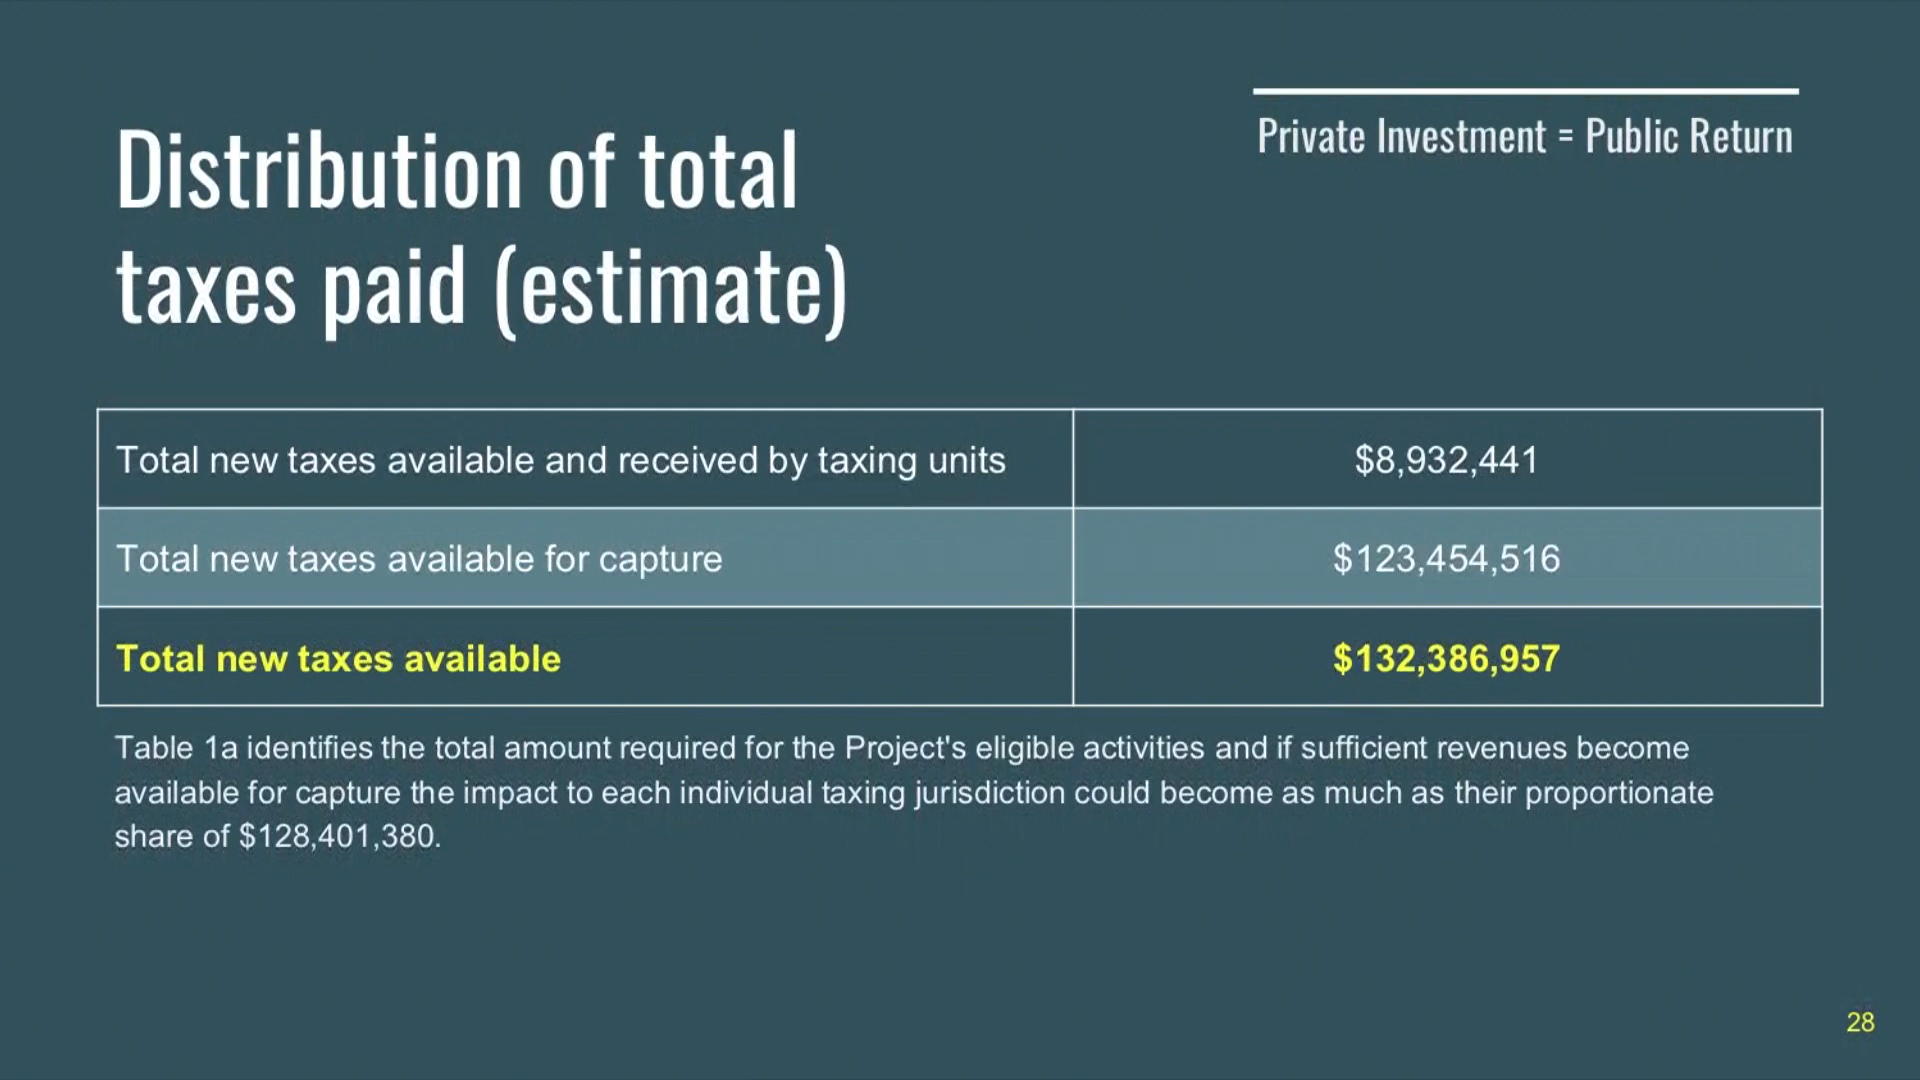 Private Investment = Public Return
Distribution of total
taxes paid (estimate)
Total new taxes available and received by taxing units $8,932,441
Total new taxes available for capture $123,454,516
Total new taxes available $132,386,957
Table 1a identifies the total amount required for the Project's eligible activities and if sufficient revenues become
available for capture the impact to each individual taxing jurisdiction could become as much as their proportionate
share of $128,401,380.
28